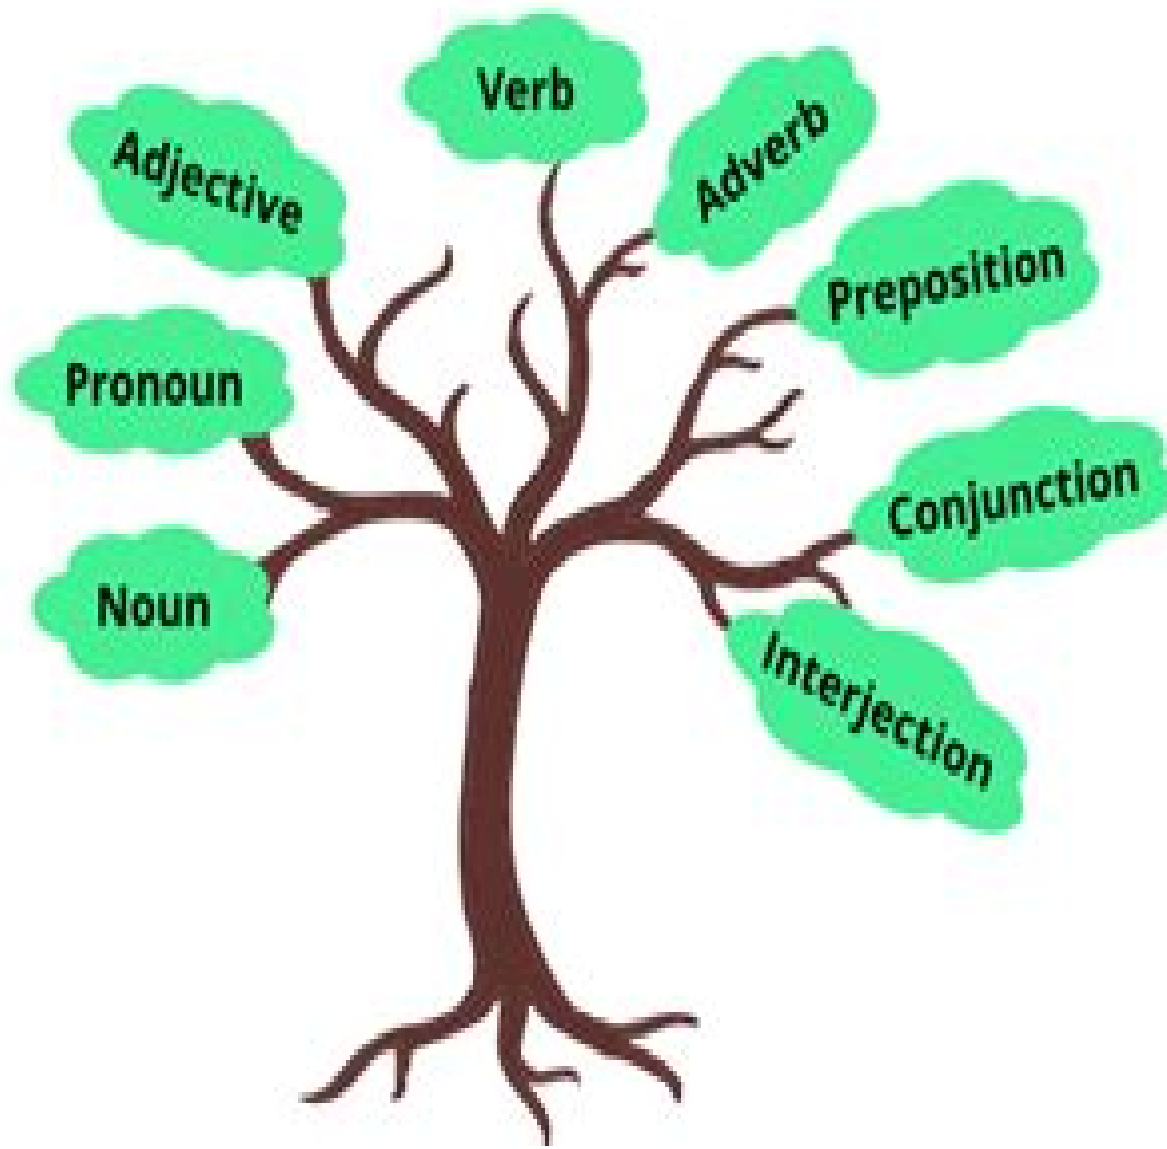 Verb
Adverb
Adjective
Preposition
Pronoun
Conjunction
Noun
Interjection